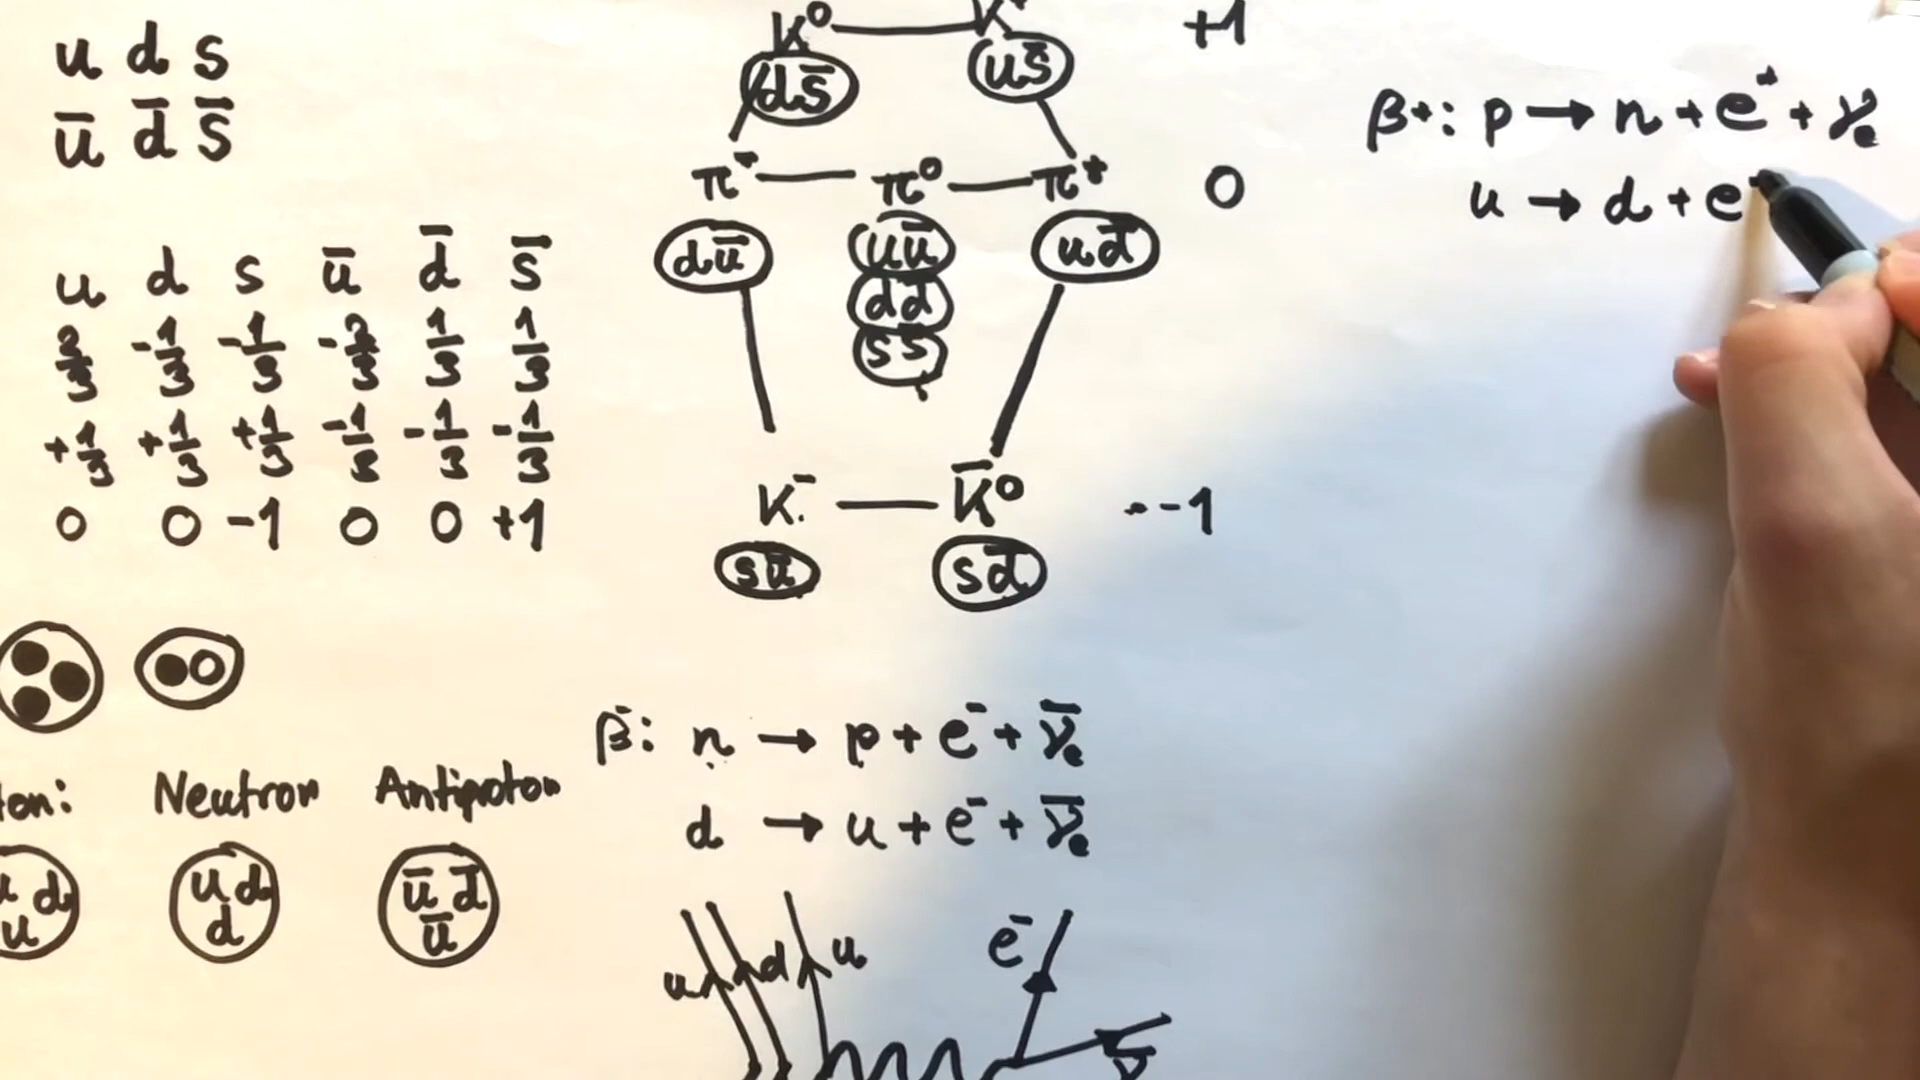 u d s
ū d̄ s̄
u d s ū d̄ s̄
2/3 -1/3 -1/3 -2/3 1/3 1/3
+1/3 +1/3 +1/3 -1/3 -1/3 -1/3
0 0 -1 0 0 +1
Neutron Antiproton
u d u
u d d
ū d̄ ū
K⁰ K⁺ +1
ds̄ us̄
π⁻ π⁰ π⁺ 0
dū uū ud̄
dd̄
ss̄
K⁻ K̄⁰ -1
sū sd̄
β⁻: n → p + e⁻ + ν̄e
d → u + e⁻ + ν̄e
u d u e⁻
ν̄
β+: p → n + e⁺ + νe
u → d + e